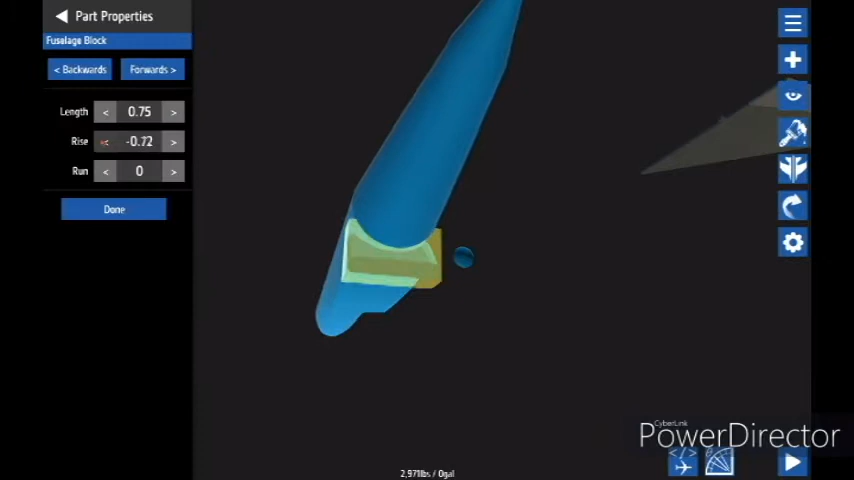 Part Properties
Fuselage Block
< Backwards
Forwards >
Length < 0.75 >
Rise < -0.72 >
Run < 0 >
Done
CyberLink
PowerDirector
</>
2,971lbs / 0gal